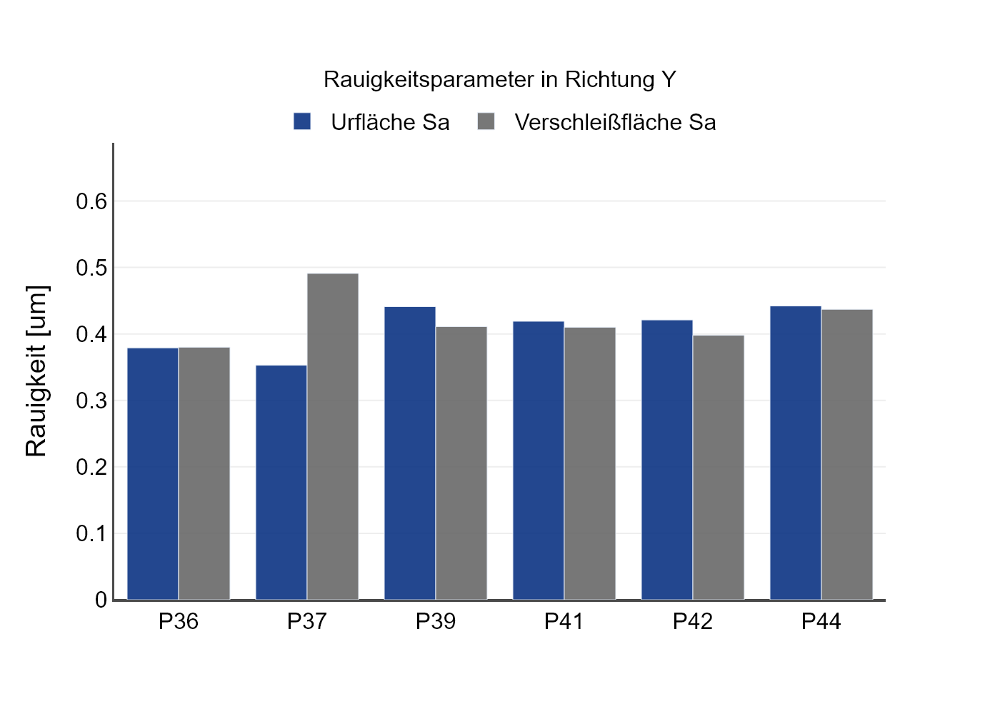 Rauigkeitsparameter in Richtung Y
Urfläche Sa
Verschleißfläche Sa
Rauigkeit [um]
0.6
0.5
0.4
0.3
0.2
0.1
0
P36
P37
P39
P41
P42
P44